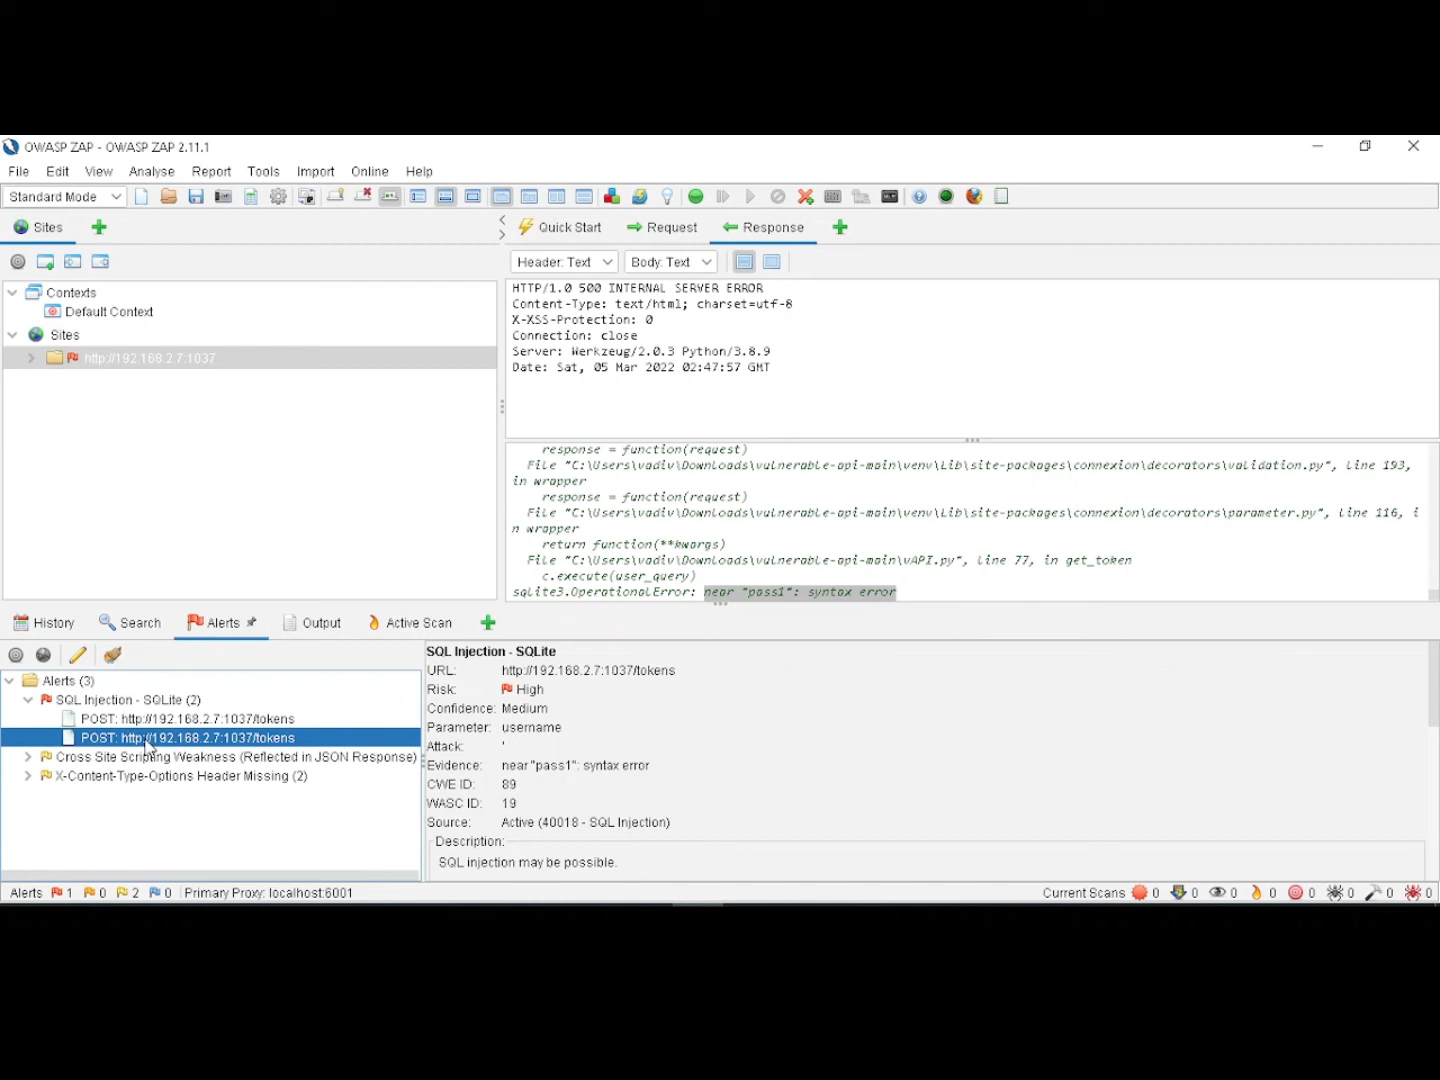 OWASP ZAP - OWASP ZAP 2.11.1
File Edit View Analyse Report Tools Import Online Help
Standard Mode
Sites
Quick Start Request Response
Header: Text Body: Text
Contexts
Default Context
Sites
http://192.168.2.7:1037
HTTP/1.0 500 INTERNAL SERVER ERROR
Content-Type: text/html; charset=utf-8
X-XSS-Protection: 0
Connection: close
Server: Werkzeug/2.0.3 Python/3.8.9
Date: Sat, 05 Mar 2022 02:47:57 GMT
response = function(request)
File "C:\Users\vadiv\Downloads\vulnerable-api-main\venv\Lib\site-packages\connexion\decorators\validation.py", line 193,
in wrapper
response = function(request)
File "C:\Users\vadiv\Downloads\vulnerable-api-main\venv\Lib\site-packages\connexion\decorators\parameter.py", line 116, i
n wrapper
return function(**kwargs)
File "C:\Users\vadiv\Downloads\vulnerable-api-main\vAPI.py", line 77, in get_token
c.execute(user_query)
sqlite3.OperationalError: near "pass1": syntax error
History Search Alerts Output Active Scan
Alerts (3)
SQL Injection - SQLite (2)
POST: http://192.168.2.7:1037/tokens
POST: http://192.168.2.7:1037/tokens
Cross Site Scripting Weakness (Reflected in JSON Response)
X-Content-Type-Options Header Missing (2)
SQL Injection - SQLite
URL: http://192.168.2.7:1037/tokens
Risk: High
Confidence: Medium
Parameter: username
Attack: '
Evidence: near "pass1": syntax error
CWE ID: 89
WASC ID: 19
Source: Active (40018 - SQL Injection)
Description:
SQL injection may be possible.
Alerts 1 0 2 0 Primary Proxy: localhost:6001
Current Scans 0 0 0 0 0 0 0 0